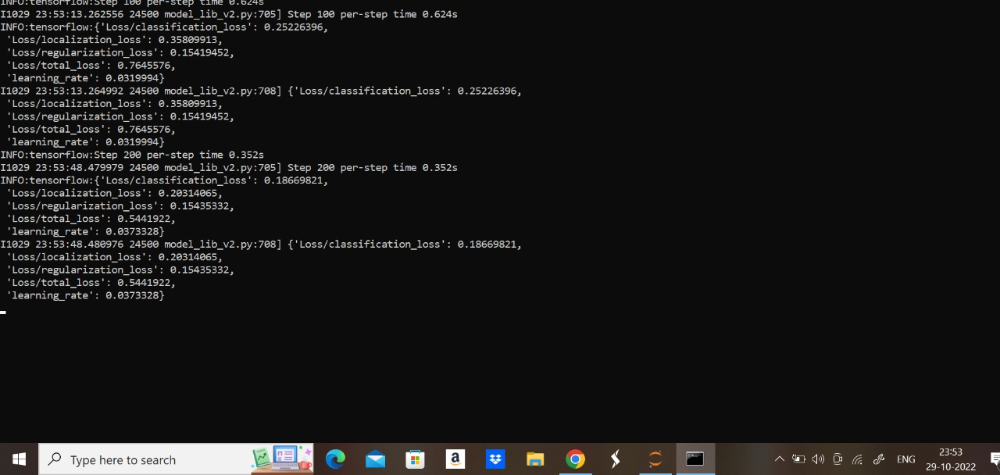 INFO:tensorflow:Step 100 per-step time 0.624s
I1029 23:53:13.262556 24500 model_lib_v2.py:705] Step 100 per-step time 0.624s
INFO:tensorflow:{'Loss/classification_loss': 0.25226396,
'Loss/localization_loss': 0.35809913,
'Loss/regularization_loss': 0.15419452,
'Loss/total_loss': 0.7645576,
'learning_rate': 0.0319994}
I1029 23:53:13.264992 24500 model_lib_v2.py:708] {'Loss/classification_loss': 0.25226396,
'Loss/localization_loss': 0.35809913,
'Loss/regularization_loss': 0.15419452,
'Loss/total_loss': 0.7645576,
'learning_rate': 0.0319994}
INFO:tensorflow:Step 200 per-step time 0.352s
I1029 23:53:48.479979 24500 model_lib_v2.py:705] Step 200 per-step time 0.352s
INFO:tensorflow:{'Loss/classification_loss': 0.18669821,
'Loss/localization_loss': 0.20314065,
'Loss/regularization_loss': 0.15435332,
'Loss/total_loss': 0.5441922,
'learning_rate': 0.0373328}
I1029 23:53:48.480976 24500 model_lib_v2.py:708] {'Loss/classification_loss': 0.18669821,
'Loss/localization_loss': 0.20314065,
'Loss/regularization_loss': 0.15435332,
'Loss/total_loss': 0.5441922,
'learning_rate': 0.0373328}
Type here to search
a
ENG
23:53
29-10-2022